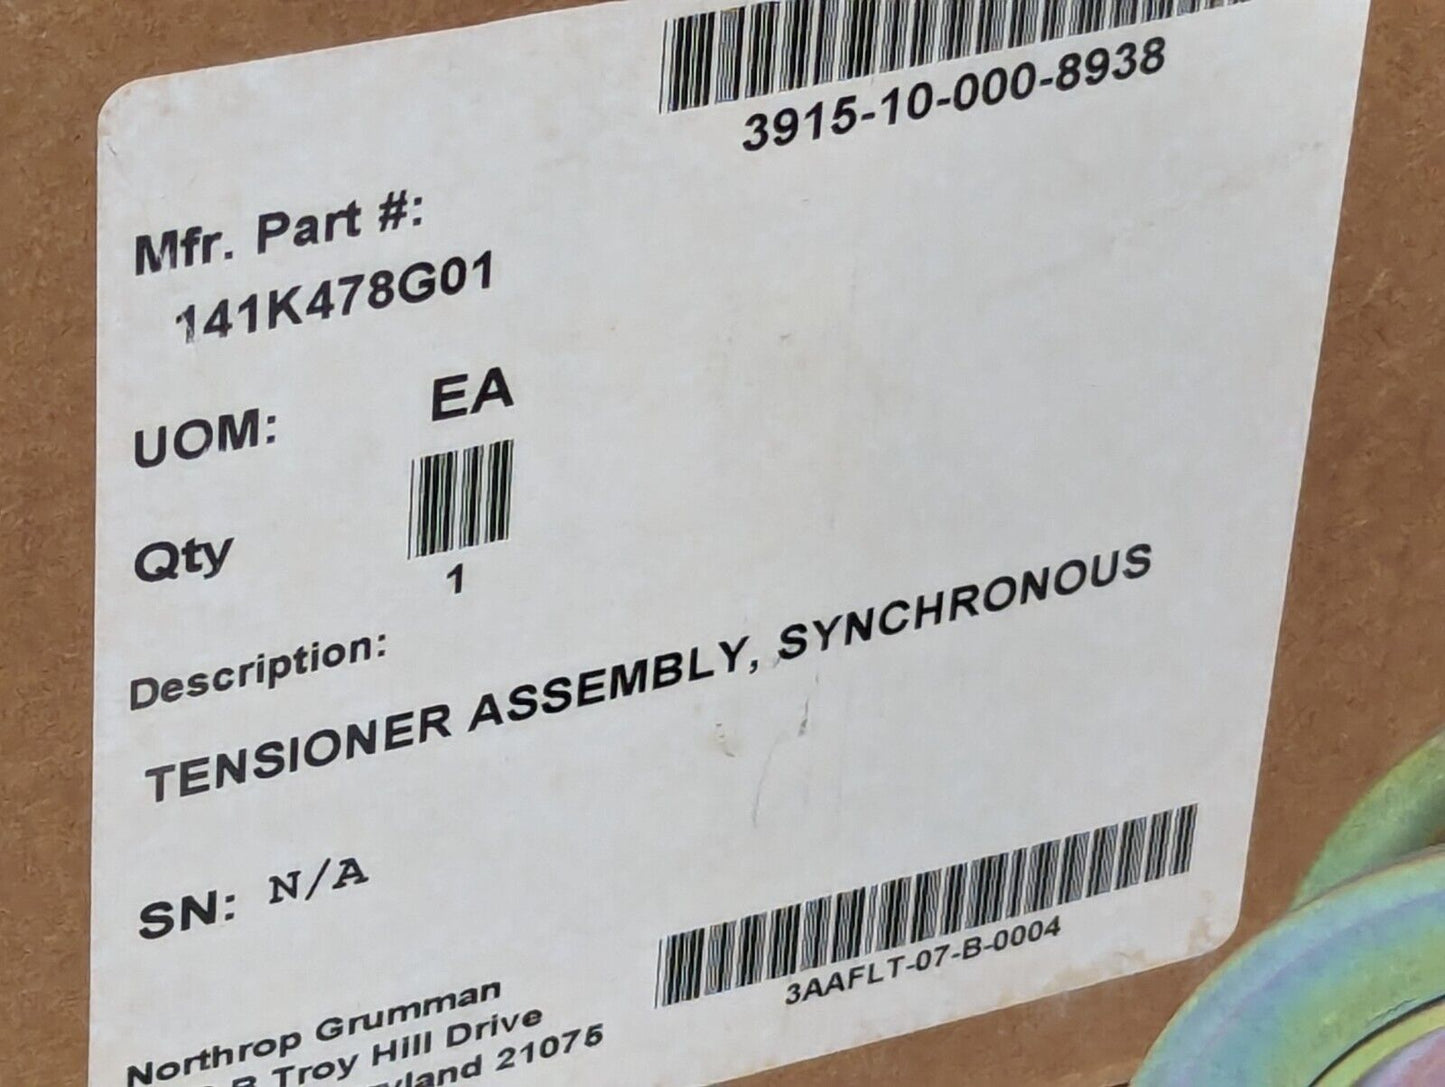 3915-10-000-8938
Mfr. Part #:
141K478G01
UOM: EA
Qty
1
Description:
TENSIONER ASSEMBLY, SYNCHRONOUS
SN: N/A
3AAFLT-07-B-0004
Northrop Grumman
Troy Hill Drive
21075